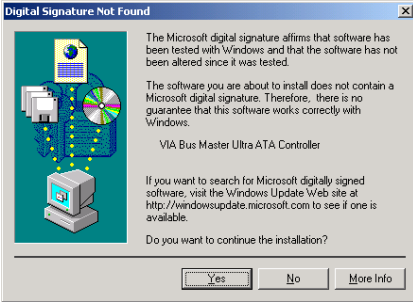 Digital Signature Not Found
The Microsoft digital signature affirms that software has
been tested with Windows and that the software has not
been altered since it was tested.
The software you are about to install does not contain a
Microsoft digital signature. Therefore, there is no
guarantee that this software works correctly with
Windows.
VIA Bus Master Ultra ATA Controller
If you want to search for Microsoft digitally signed
software, visit the Windows Update Web site at
http://windowsupdate.microsoft.com to see if one is
available.
Do you want to continue the installation?
Yes No More Info